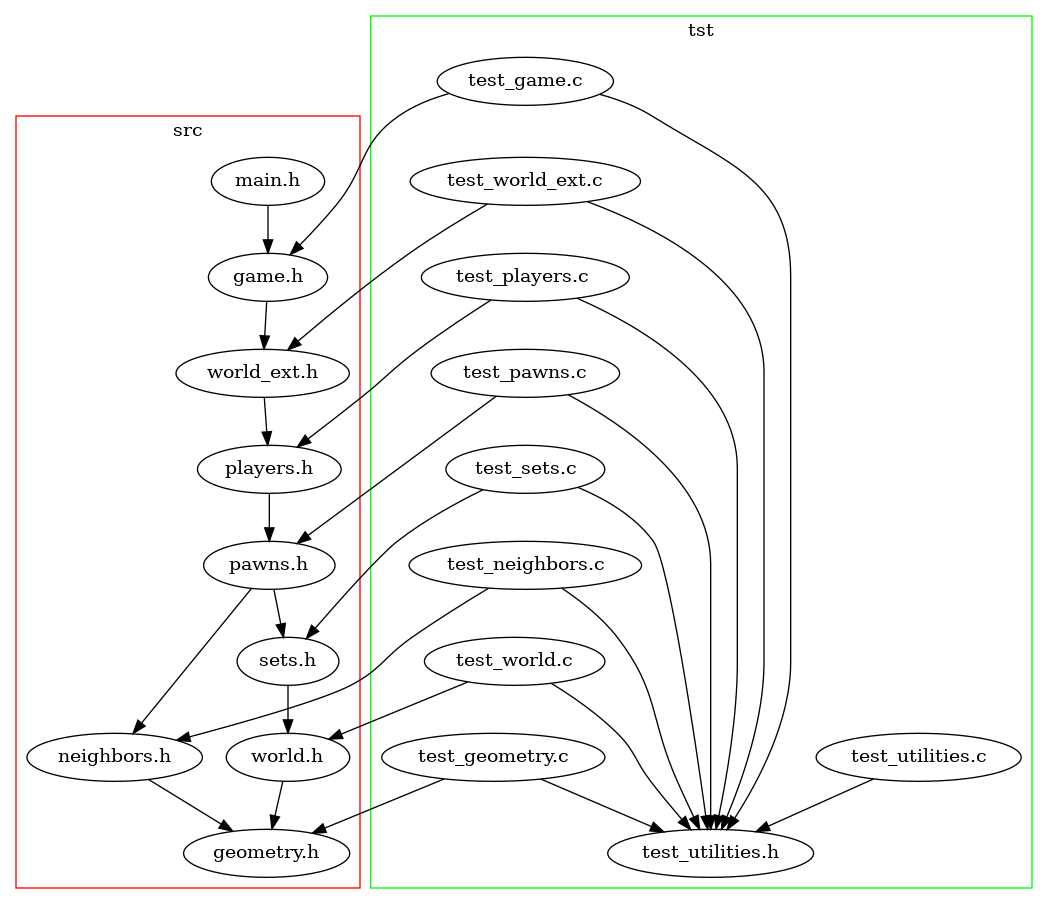 tst
test_game.c
src
main.h
test_world_ext.c
game.h
test_players.c
world_ext.h
test_pawns.c
players.h
test_sets.c
pawns.h
test_neighbors.c
sets.h
test_world.c
neighbors.h
world.h
test_geometry.c
test_utilities.c
geometry.h
test_utilities.h